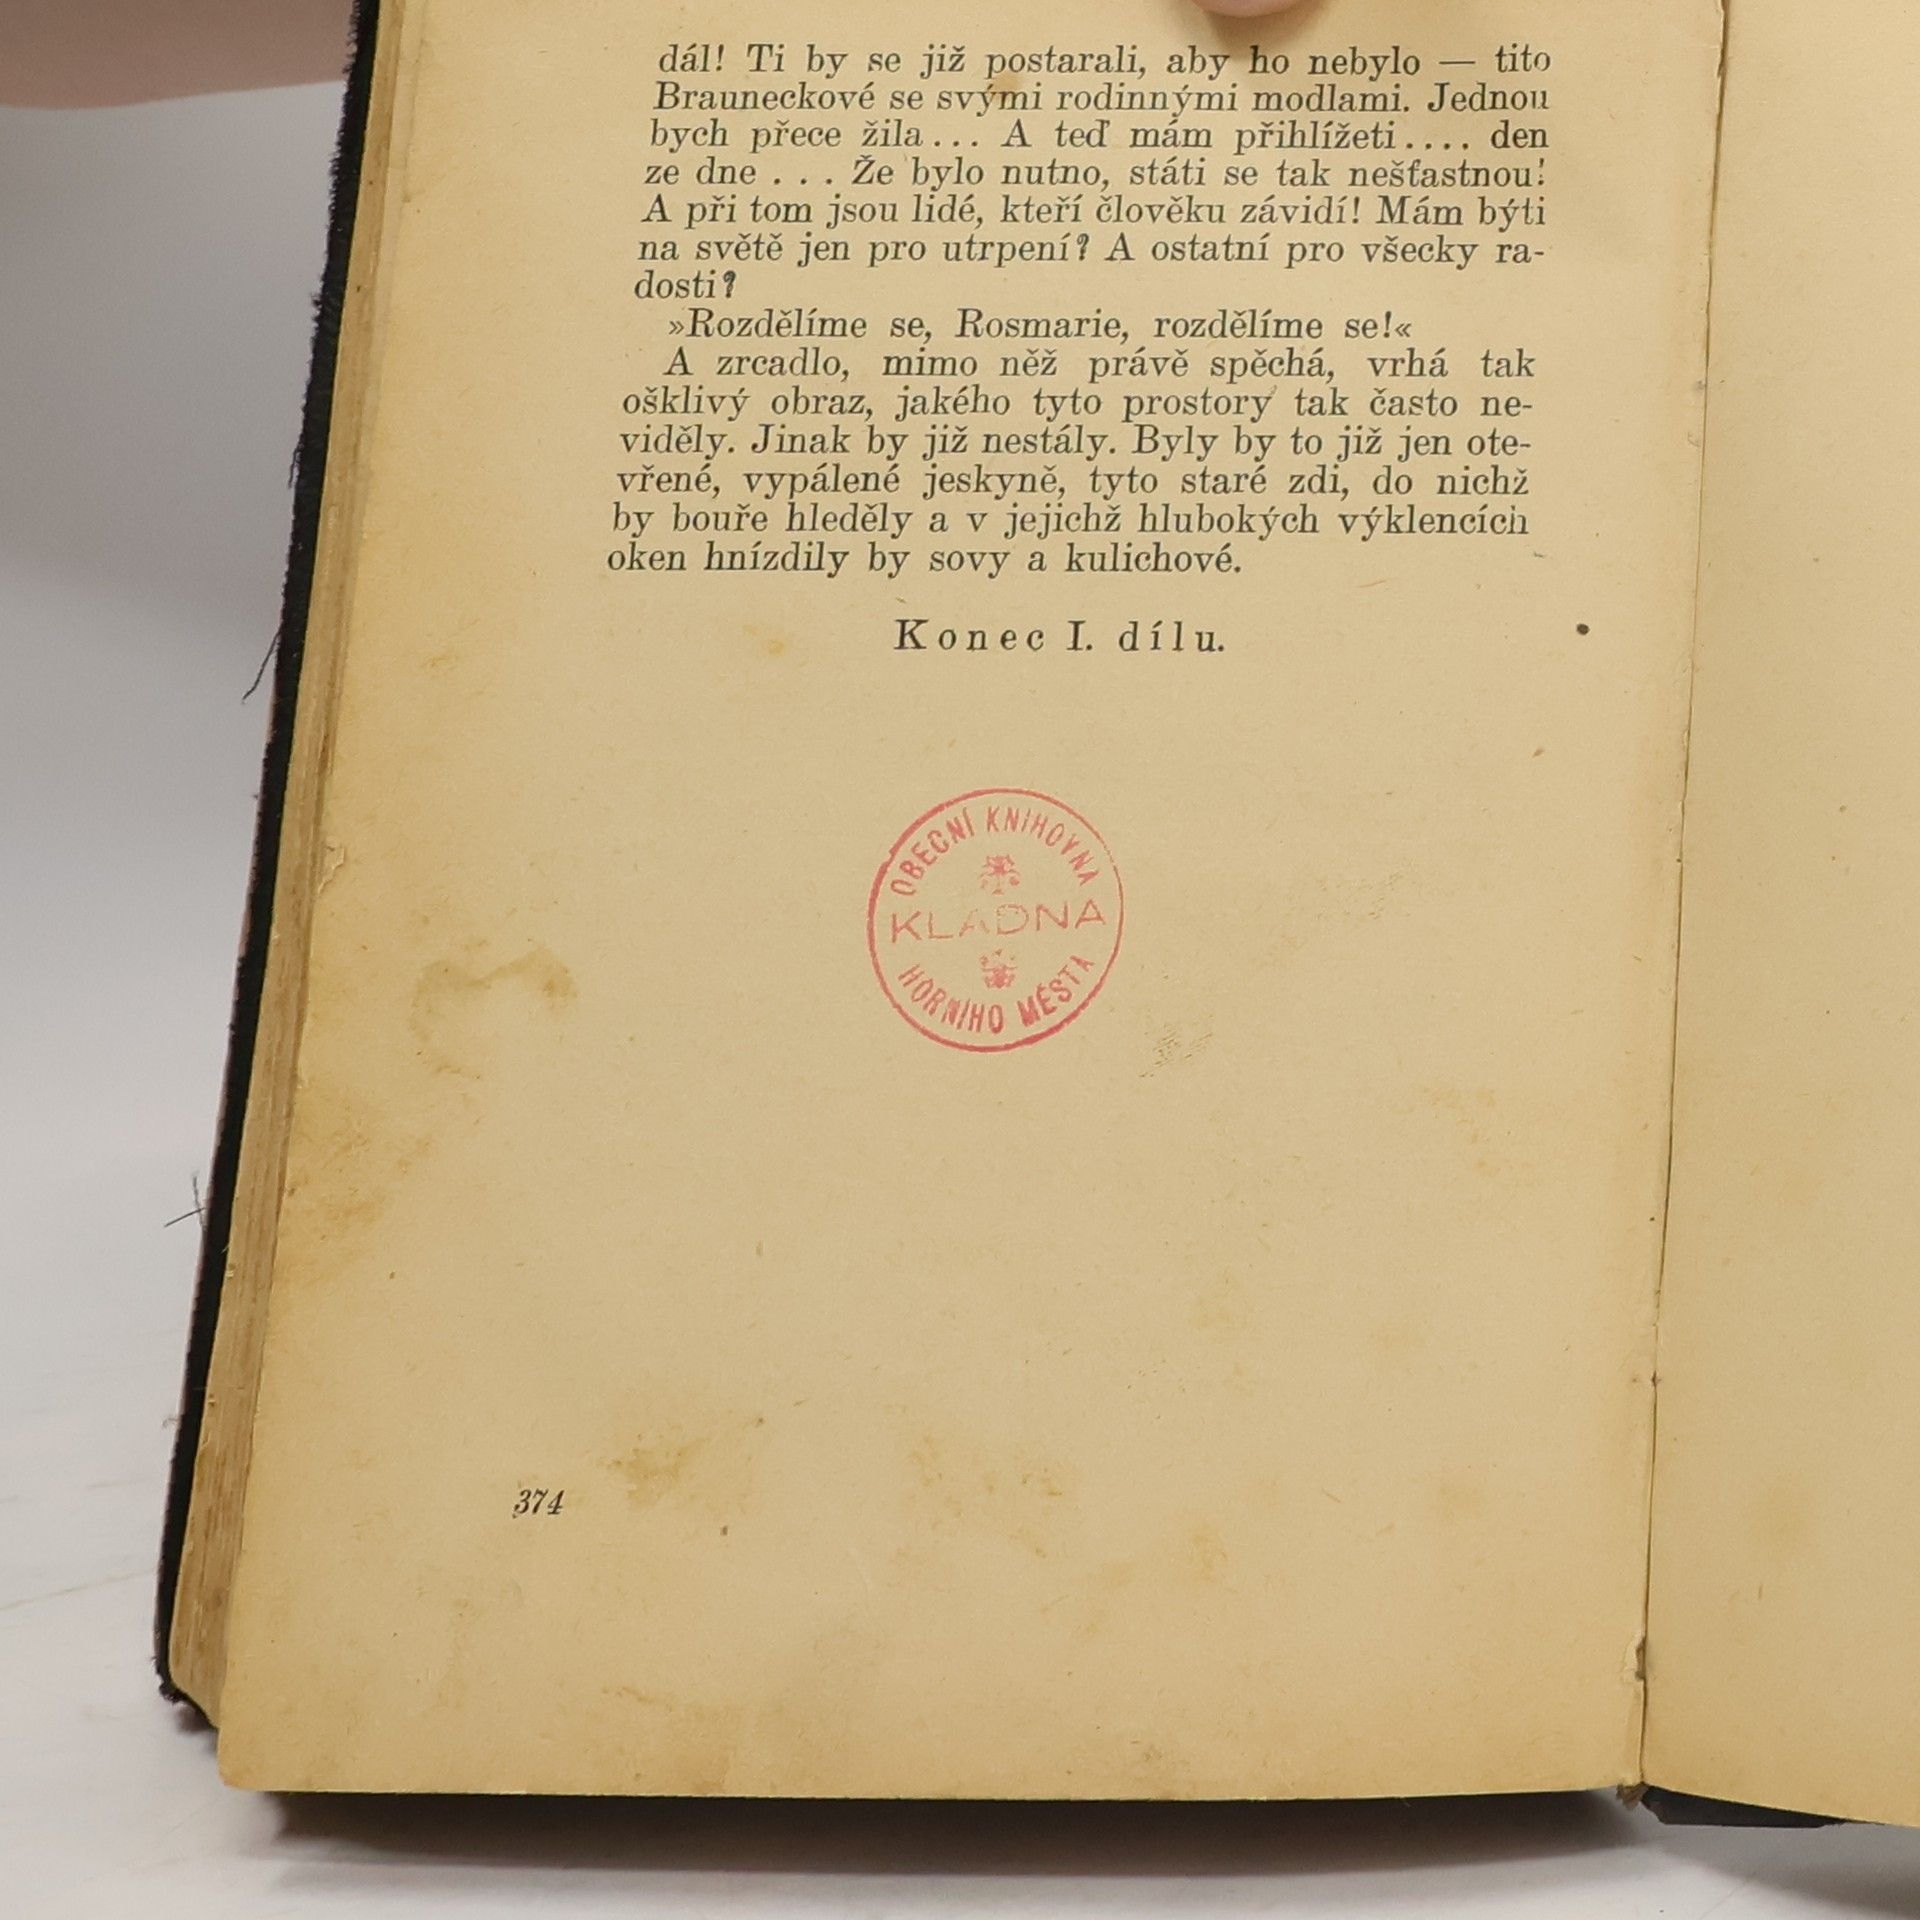 dál! Ti by se již postarali, aby ho nebylo — tito
Brauneckové se svými rodinnými modlami. Jednou
bych přece žila... A teď mám přihlížeti.... den
ze dne . . . Že bylo nutno, státi se tak nešťastnou!
A při tom jsou lidé, kteří člověku závidí! Mám býti
na světě jen pro utrpení? A ostatní pro všecky ra-
dosti?
»Rozdělíme se, Rosmarie, rozdělíme se!«
A zrcadlo, mimo něž právě spěchá, vrhá tak
ošklivý obraz, jakého tyto prostory tak často ne-
viděly. Jinak by již nestály. Byly by to již jen ote-
vřené, vypálené jeskyně, tyto staré zdi, do nichž
by bouře hleděly a v jejichž hlubokých výklencích
oken hnízdily by sovy a kulichové.
Konec I. dílu.
OBECNÍ KNIHOVNA
KLADNA
HORNÍHO MĚSTA
374